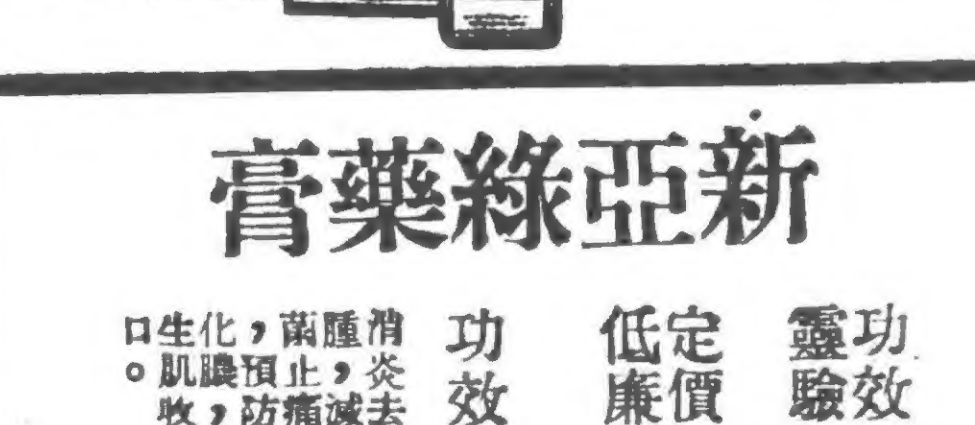 新亞綠藥膏
功效
靈驗
定價
低廉
功效
消炎去
腫，減
菌止痛
，預防
化膿，
生肌收
口。